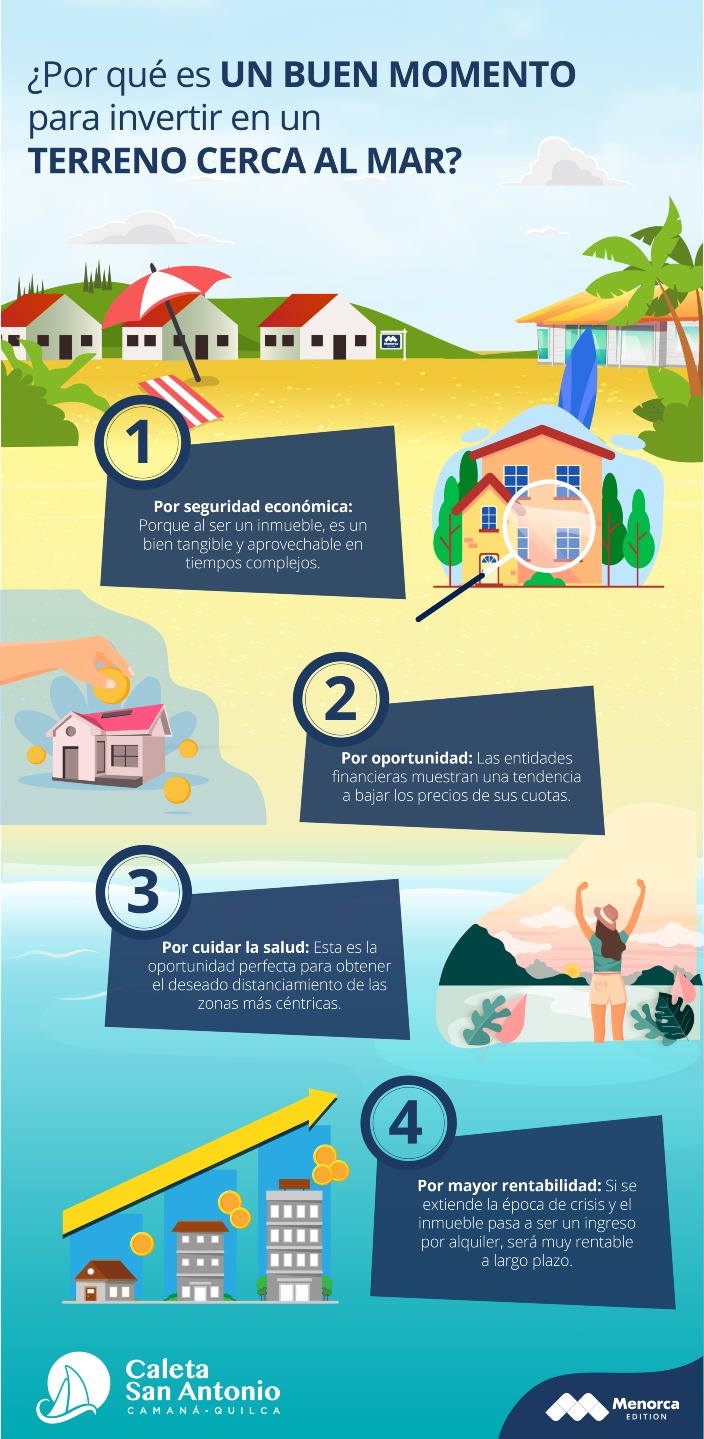 ¿Por qué es UN BUEN MOMENTO
para invertir en un
TERRENO CERCA AL MAR?
Menorca
1
Por seguridad económica:
Porque al ser un inmueble, es un
bien tangible y aprovechable en
tiempos complejos.
2
Por oportunidad: Las entidades
financieras muestran una tendencia
a bajar los precios de sus cuotas.
3
Por cuidar la salud: Esta es la
oportunidad perfecta para obtener
el deseado distanciamiento de las
zonas más céntricas.
4
Por mayor rentabilidad: Si se
extiende la época de crisis y el
inmueble pasa a ser un ingreso
por alquiler, será muy rentable
a largo plazo.
Caleta
San Antonio
CAMANÁ-QUILCA
Menorca
EDITION